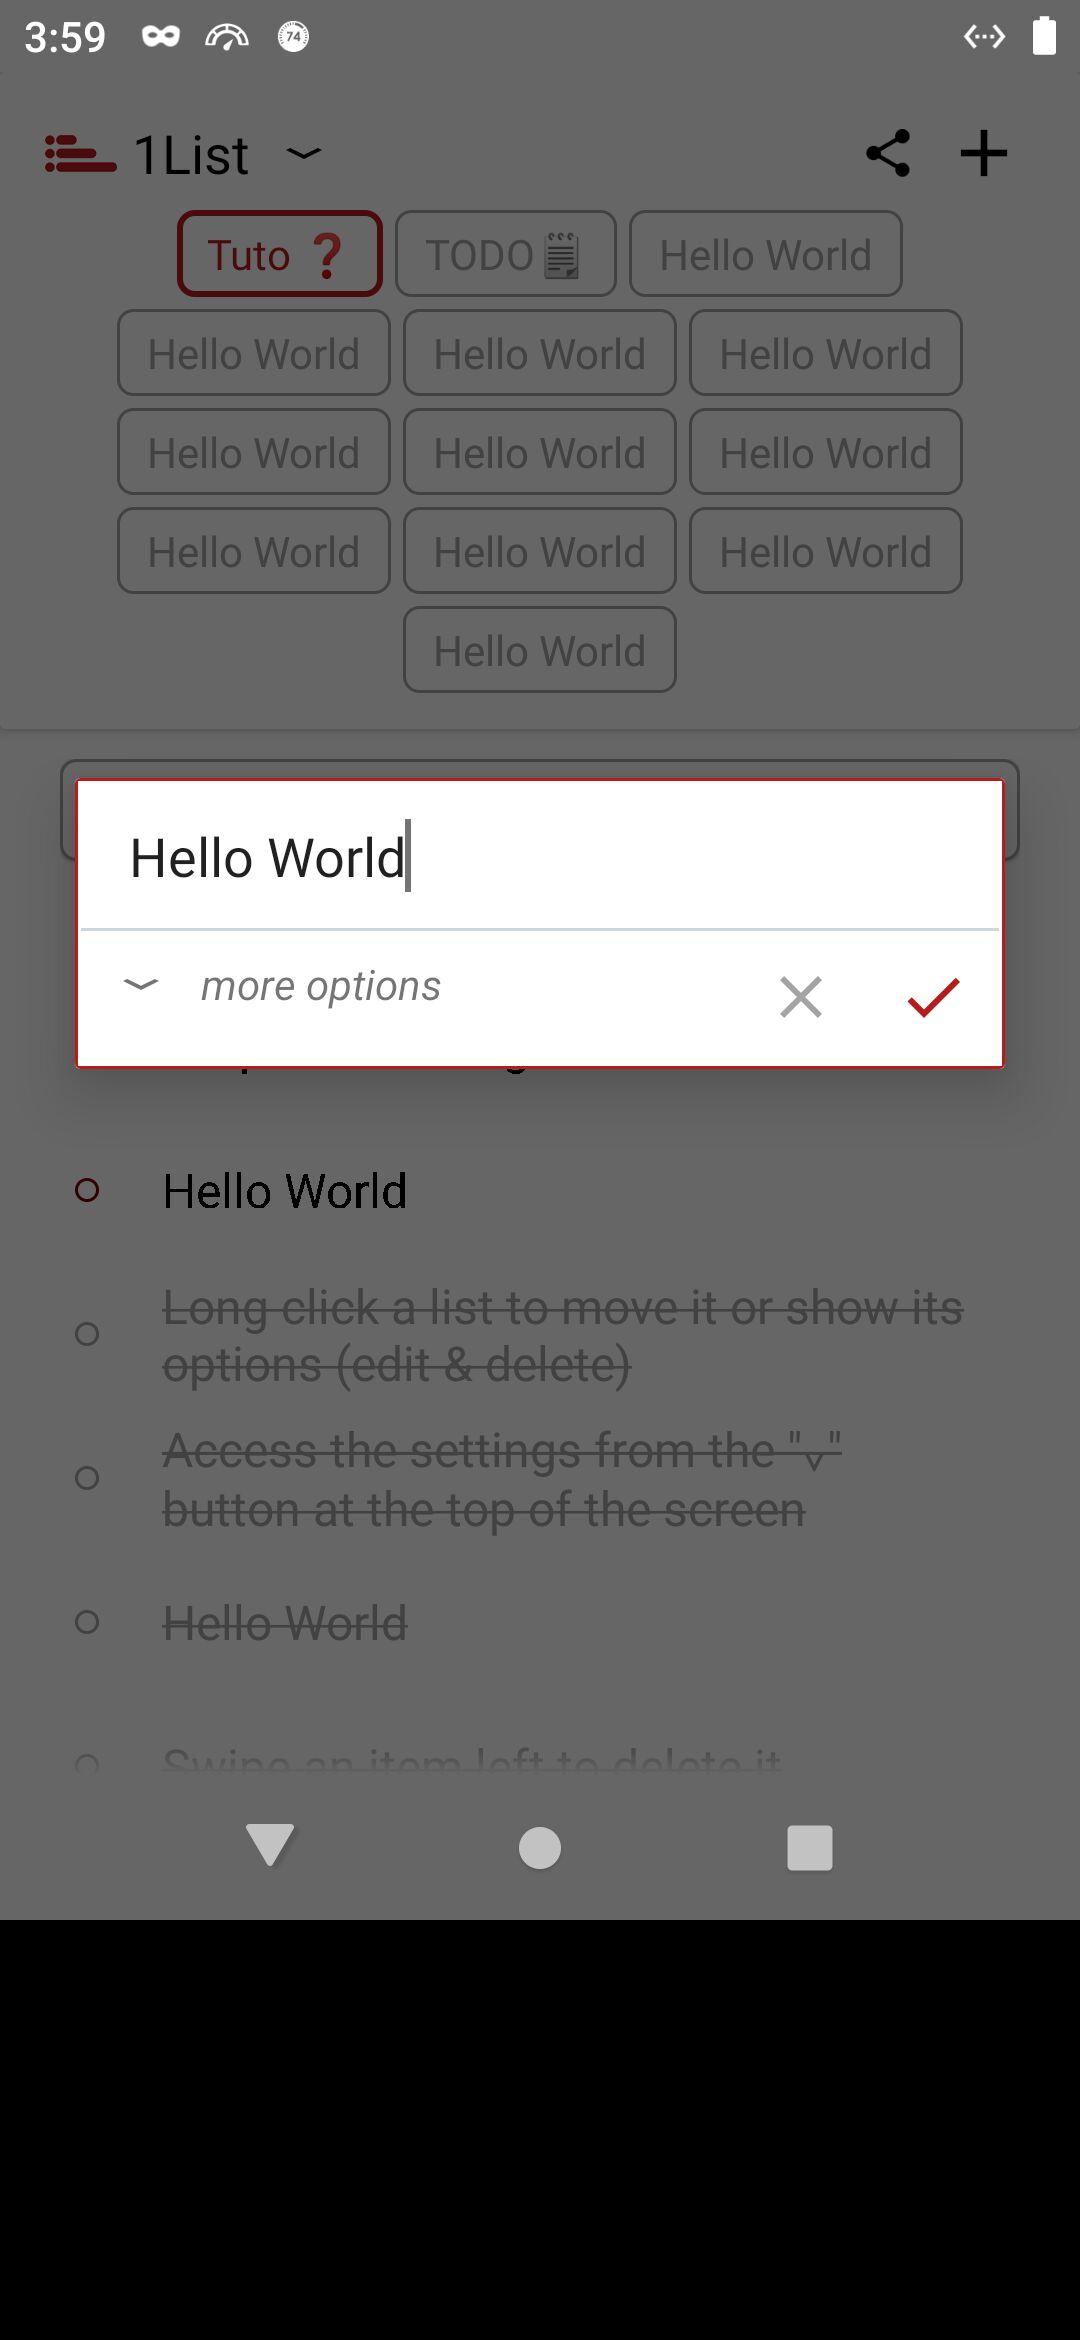 3:59
74
1List
Tuto ❓
TODO
Hello World
Hello World
Hello World
Hello World
Hello World
Hello World
Hello World
Hello World
Hello World
Hello World
Hello World
Hello World
more options
Hello World
Long click a list to move it or show its
options (edit & delete)
Access the settings from the "⌄"
button at the top of the screen
Hello World
Swipe an item left to delete it